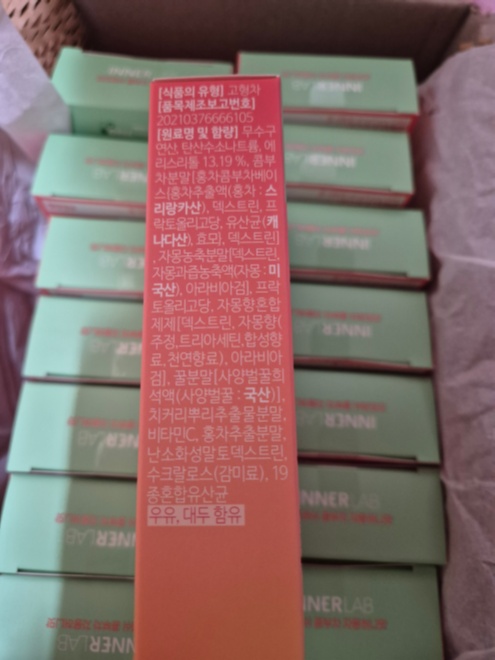 [식품의 유형] 고형차
[품목제조보고번호]
20210376666105
[원료명 및 함량] 무수구
연산, 탄산수소나트륨, 에
리스리톨 13.19 %, 콤부
차분말[홍차콤부차베이
스{홍차추출액(홍차 : 스
리랑카산), 덱스트린, 프
락토올리고당, 유산균(캐
나다산), 효모}, 덱스트린]
, 자몽농축분말[덱스트린,
자몽과즙농축액(자몽 : 미
국산), 아라비아검], 프락
토올리고당, 자몽향혼합
제제[덱스트린, 자몽향(
주정,트리아세틴,합성향
료,천연향료), 아라비아
검], 꿀분말[사양벌꿀희
석액(사양벌꿀 : 국산)],
치커리뿌리추출물분말,
비타민C, 홍차추출분말,
난소화성말토덱스트린,
수크랄로스(감미료), 19
종혼합유산균
우유, 대두 함유
INNERLAB
INNERLAB
INNERLAB
INNERLAB